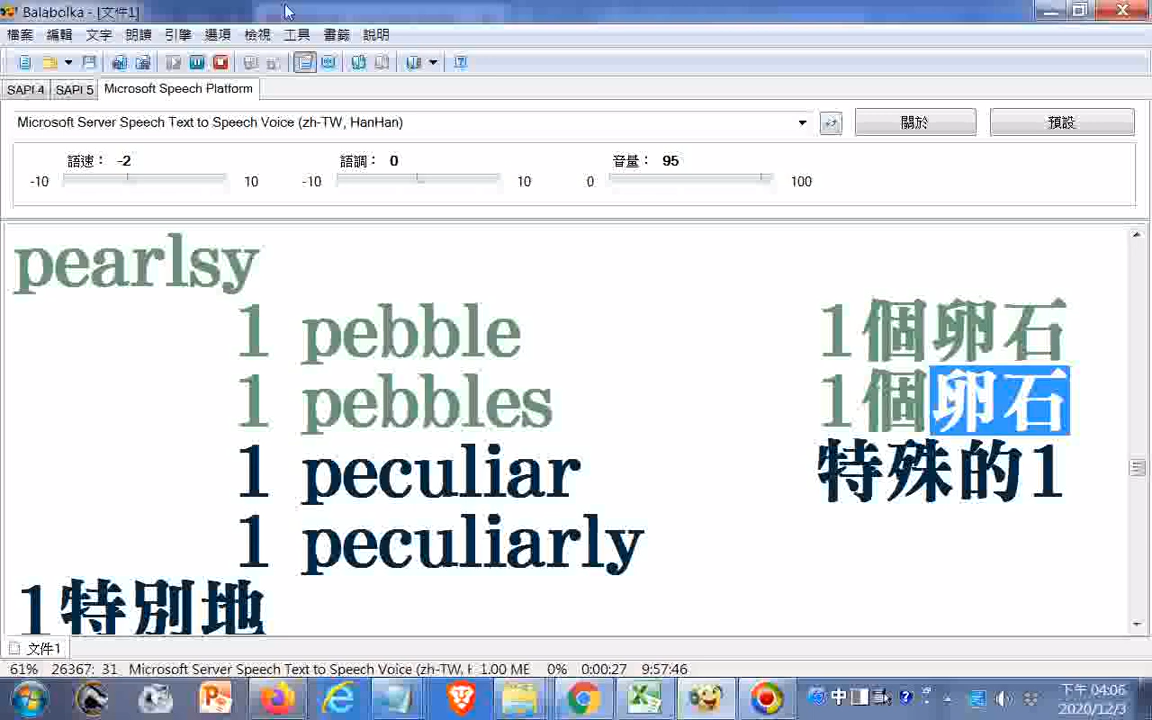 Balabolka - [文件1]
檔案 編輯 文字 朗讀 引擎 選項 檢視 工具 書籤 說明
SAPI 4 SAPI 5 Microsoft Speech Platform
Microsoft Server Speech Text to Speech Voice (zh-TW, HanHan) 關於 預設
語速： -2 語調： 0 音量： 95
-10 10 -10 10 0 100
pearlsy
1 pebble 1個卵石
1 pebbles 1個卵石
1 peculiar 特殊的1
1 peculiarly
1特別地
文件1
61% 26367: 31 Microsoft Server Speech Text to Speech Voice (zh-TW, H 1.00 ME 0% 0:00:27 9:57:46
中 下午 04:06
2020/12/3